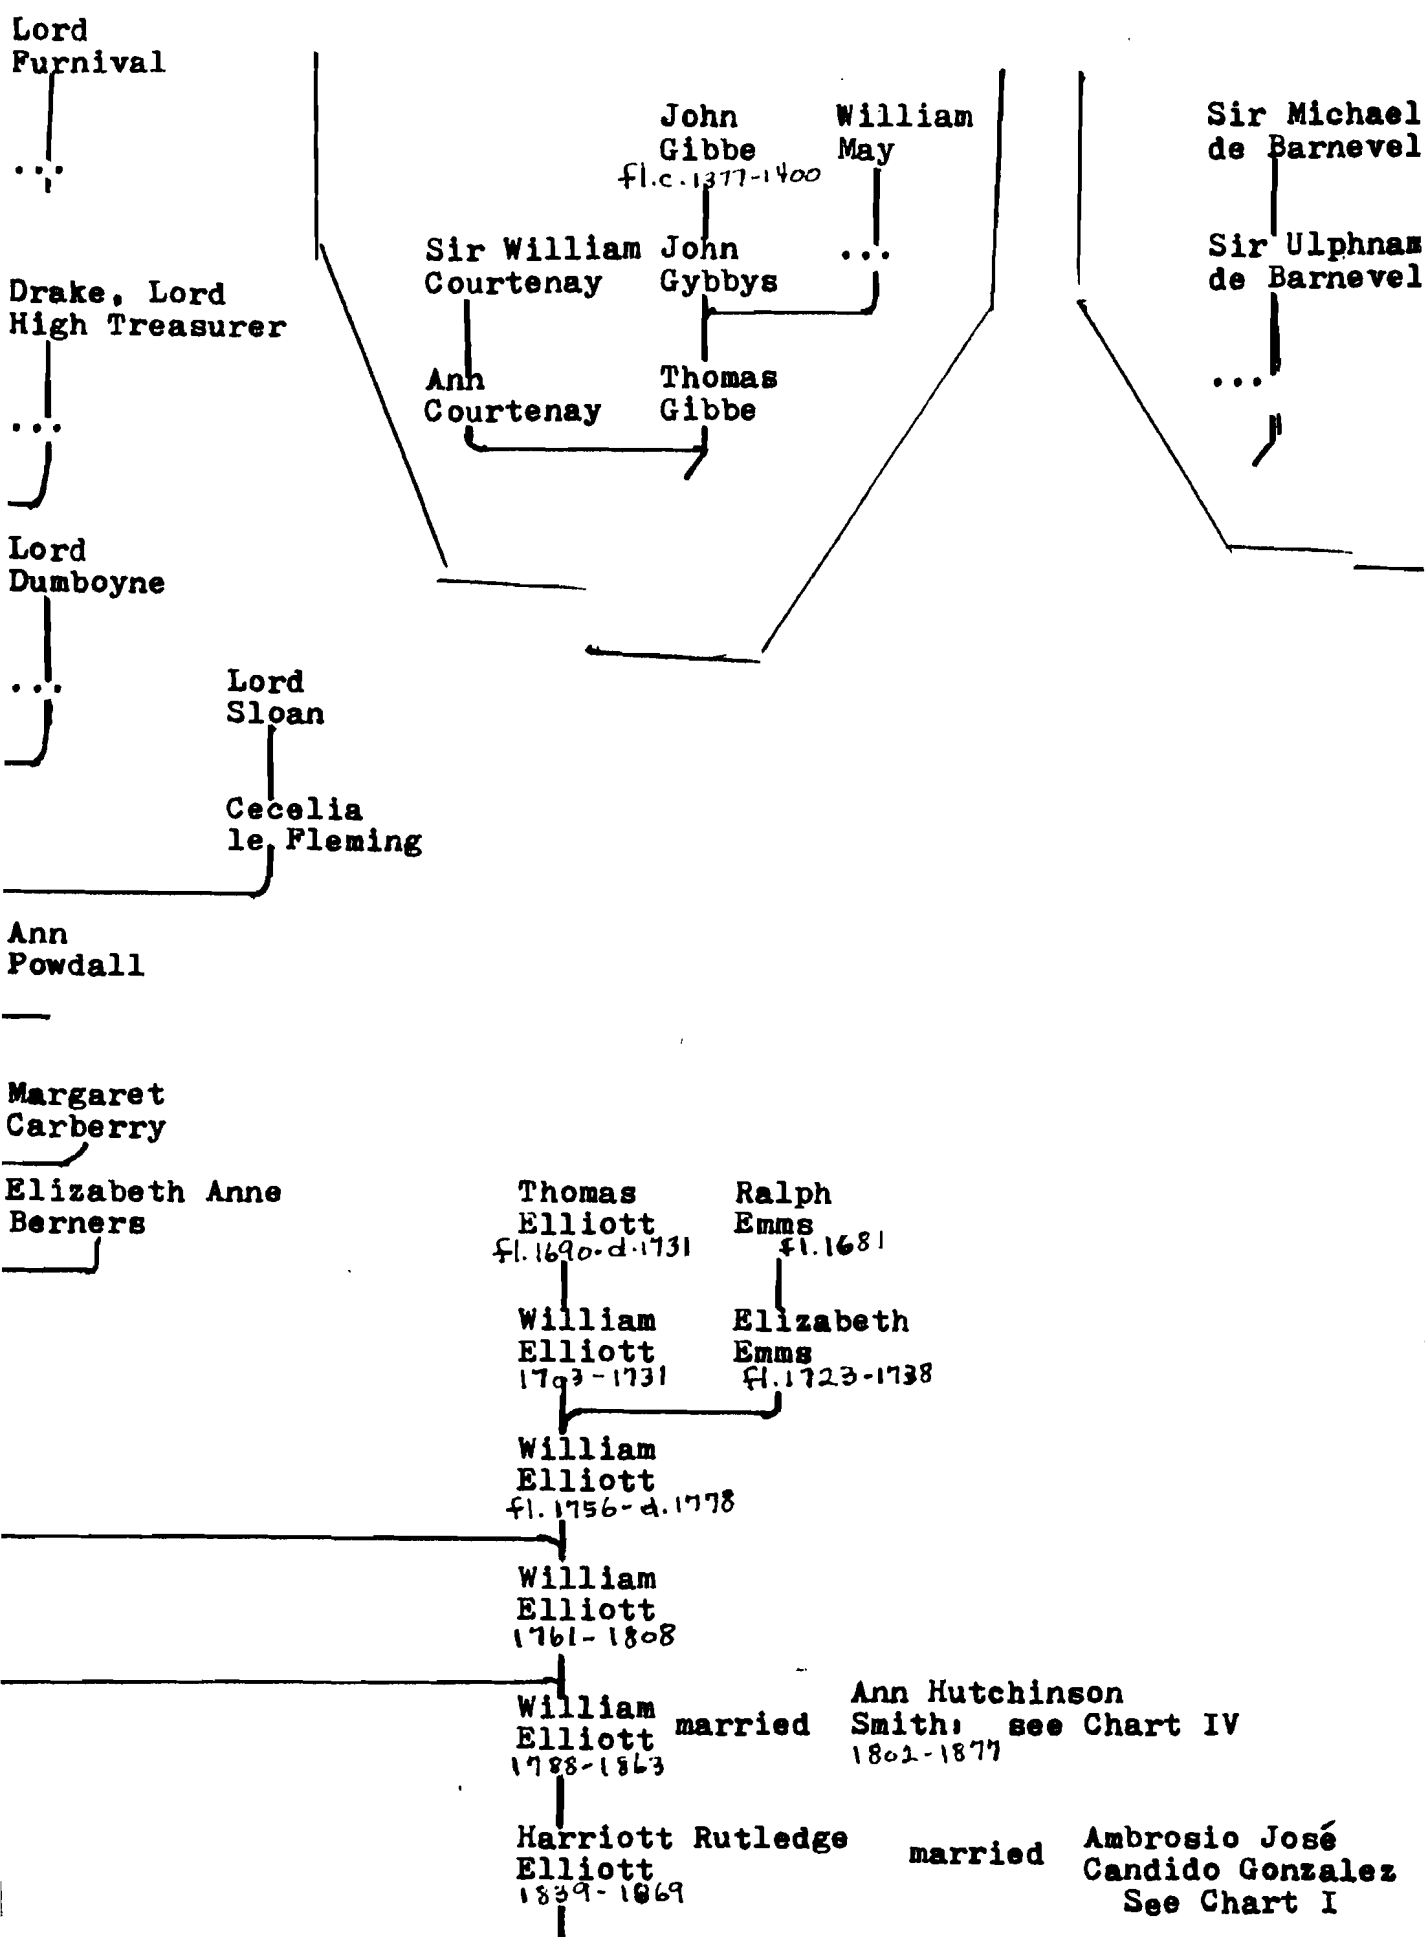 Lord
Furnival
...
Drake, Lord
High Treasurer
...
Lord
Dumboyne
...
Lord
Sloan
Cecelia
le Fleming
Ann
Powdall
Margaret
Carberry
Elizabeth Anne
Berners
John
Gibbe
fl.c.1377-1400
William
May
...
Sir William
Courtenay
John
Gybbys
Ann
Courtenay
Thomas
Gibbe
Sir Michael
de Barnevel
Sir Ulphnam
de Barnevel
...
Thomas
Elliott
fl.1690-d.1731
Ralph
Emms
fl.1681
William
Elliott
1703-1731
Elizabeth
Emms
fl.1723-1738
William
Elliott
fl.1756-d.1778
William
Elliott
1761-1808
William
Elliott
1788-1863
married
Ann Hutchinson
Smith: see Chart IV
1802-1877
Harriott Rutledge
Elliott
1839-1869
married
Ambrosio José
Candido Gonzalez
See Chart I